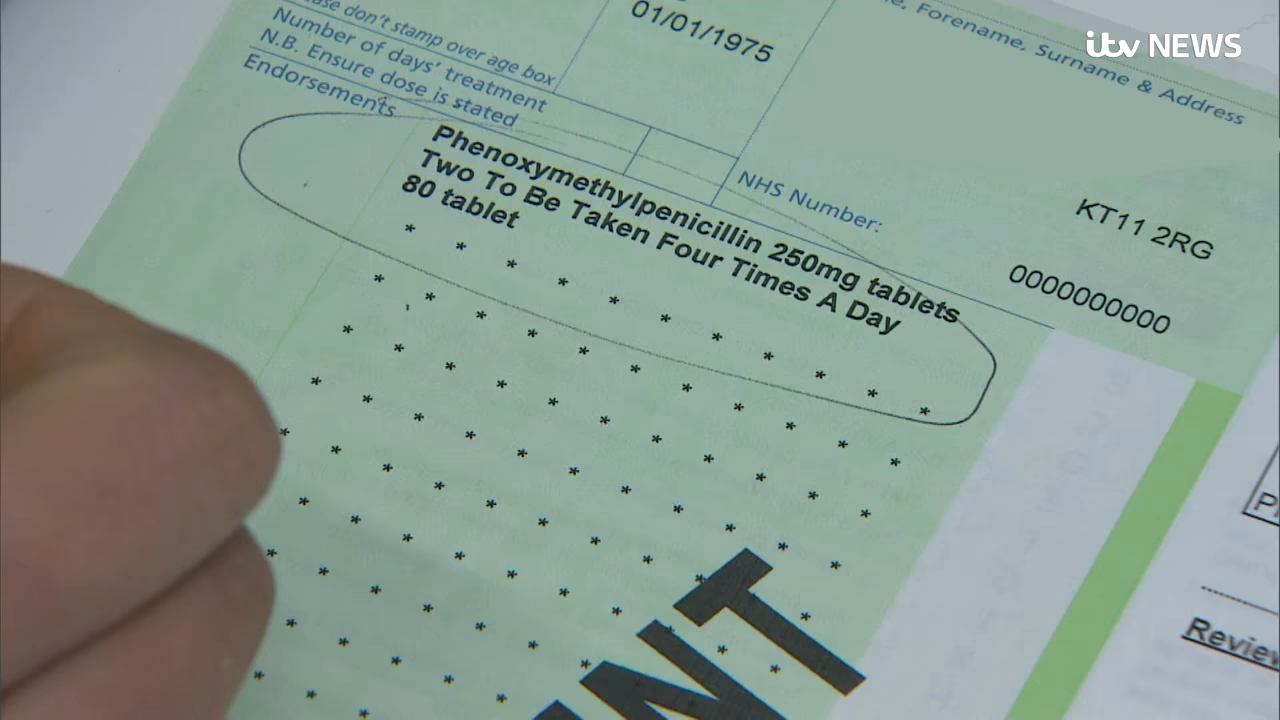 itv NEWS
01/01/1975
Forename, Surname & Address
don't stamp over age box
Number of days' treatment
N.B. Ensure dose is stated
Endorsements
NHS Number:
KT11 2RG
0000000000
Phenoxymethylpenicillin 250mg tablets
Two To Be Taken Four Times A Day
80 tablet
* * * * * * * * * * *
* * * * * * * * * * *
* * * * * * * * * * *
* * * * * * * * * * *
* * * * * * * * * * *
* * * * * * * * * *
* * * * * * *
* * * * * * *
* * *
NT